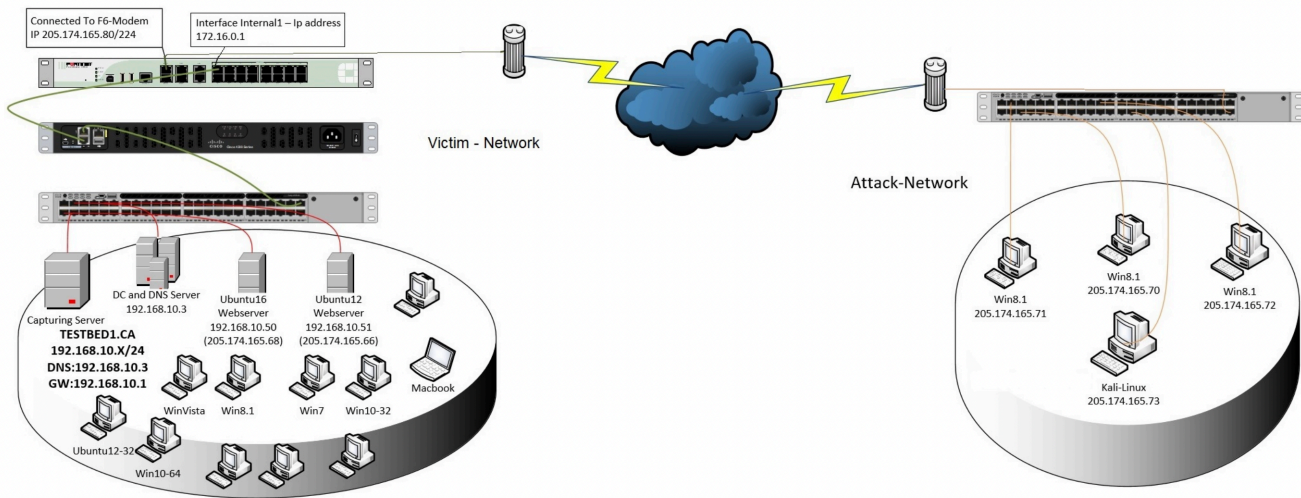 Connected To F6-Modem
IP 205.174.165.80/224
Interface Internal1 – Ip address
172.16.0.1
Victim - Network
Attack-Network
Capturing Server
DC and DNS Server
192.168.10.3
Ubuntu16
Webserver
192.168.10.50
(205.174.165.68)
Ubuntu12
Webserver
192.168.10.51
(205.174.165.66)
TESTBED1.CA
192.168.10.X/24
DNS:192.168.10.3
GW:192.168.10.1
Macbook
WinVista
Win8.1
Win7
Win10-32
Ubuntu12-32
Win10-64
Win8.1
205.174.165.71
Win8.1
205.174.165.70
Win8.1
205.174.165.72
Kali-Linux
205.174.165.73